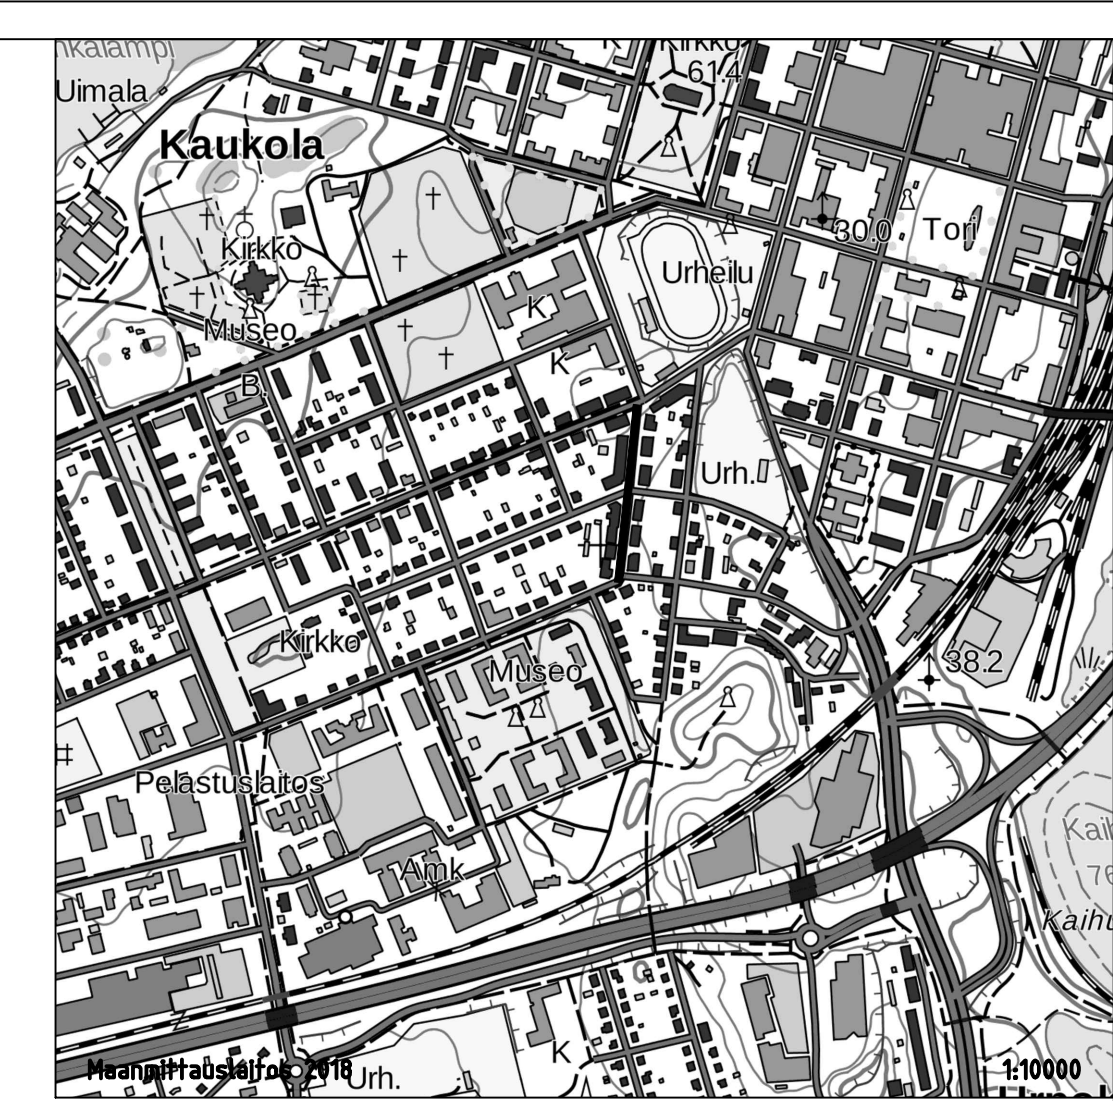 Kirkko
61.4
Uimala
Kaukola
30.0
Tori
Kirkko
Urheilu
K
Museo
K
B.
Urh.
Kirkko
Museo
38.2
Pelastuslaitos
Amk
K
Maanmittauslaitos 2018
Urh.
1:10000